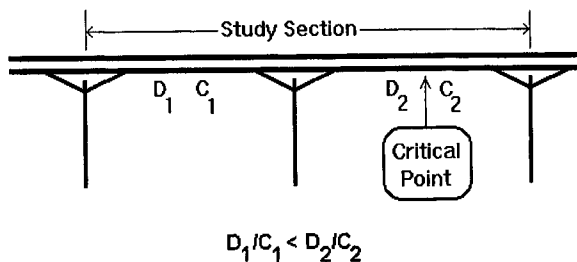 Study Section
D1 C1
D2 C2
Critical
Point
D1/C1 < D2/C2